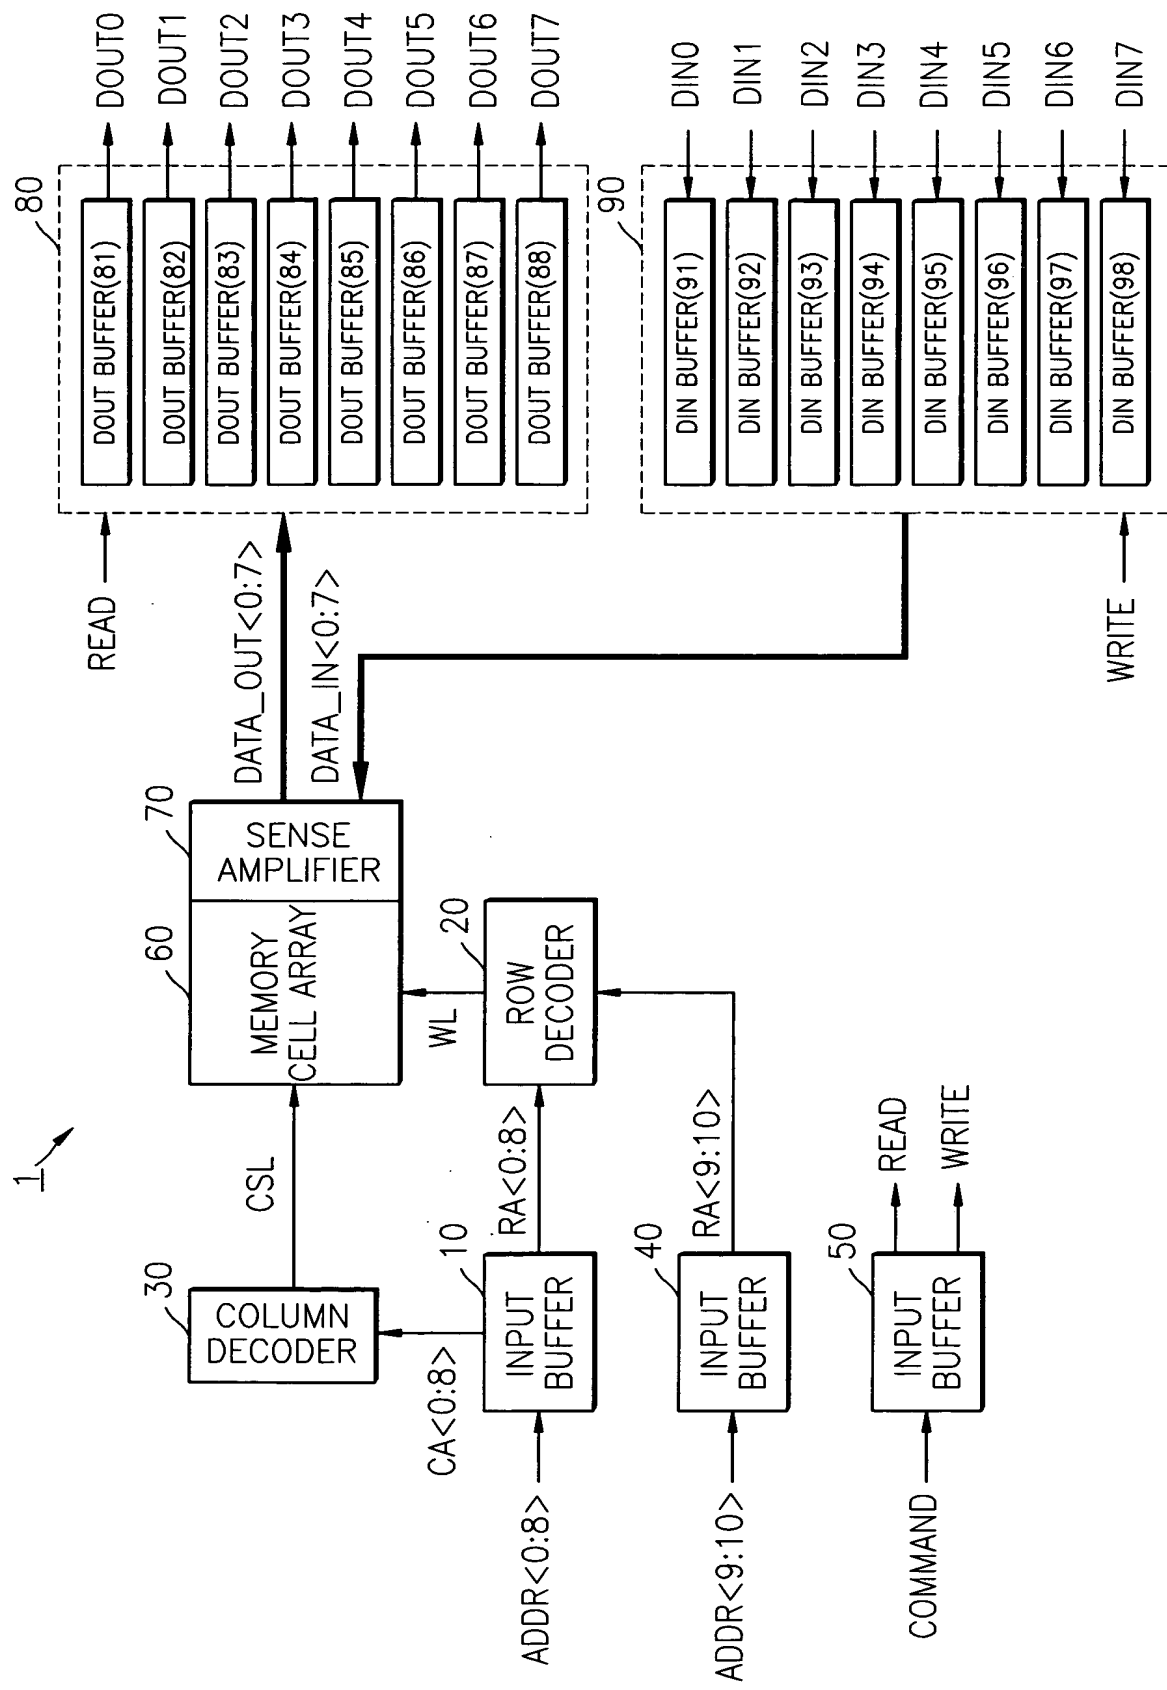 1
30
COLUMN
DECODER
CSL
60
MEMORY
CELL ARRAY
70
SENSE
AMPLIFIER
DATA_OUT<0:7>
DATA_IN<0:7>
CA<0:8>
WL
ADDR<0:8>
10
INPUT
BUFFER
RA<0:8>
20
ROW
DECODER
ADDR<9:10>
40
INPUT
BUFFER
RA<9:10>
COMMAND
50
INPUT
BUFFER
READ
WRITE
READ
80
DOUT BUFFER(81)
DOUT0
DOUT BUFFER(82)
DOUT1
DOUT BUFFER(83)
DOUT2
DOUT BUFFER(84)
DOUT3
DOUT BUFFER(85)
DOUT4
DOUT BUFFER(86)
DOUT5
DOUT BUFFER(87)
DOUT6
DOUT BUFFER(88)
DOUT7
90
DIN BUFFER(91)
DIN0
DIN BUFFER(92)
DIN1
DIN BUFFER(93)
DIN2
DIN BUFFER(94)
DIN3
DIN BUFFER(95)
DIN4
DIN BUFFER(96)
DIN5
DIN BUFFER(97)
DIN6
DIN BUFFER(98)
DIN7
WRITE